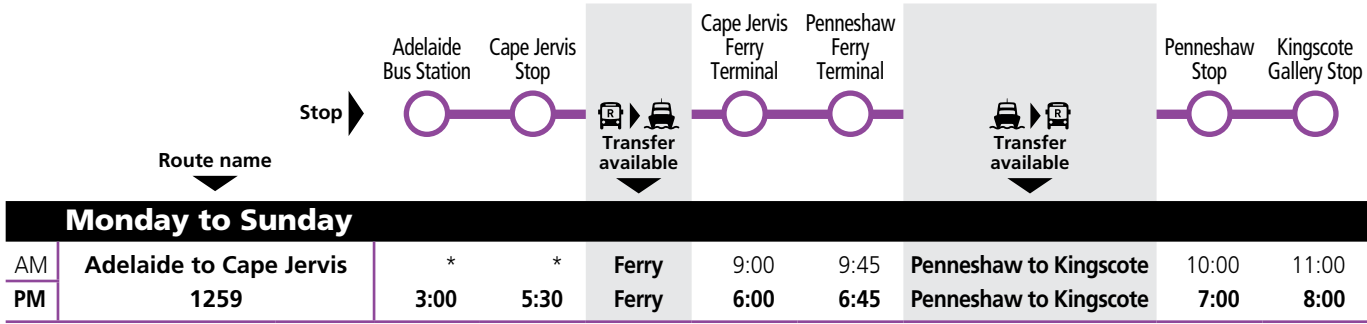 Adelaide
Bus Station
Cape Jervis
Stop
Cape Jervis
Ferry
Terminal
Penneshaw
Ferry
Terminal
Penneshaw
Stop
Kingscote
Gallery Stop
Stop
R
Transfer
available
R
Transfer
available
Route name
Monday to Sunday
AM Adelaide to Cape Jervis * * Ferry 9:00 9:45 Penneshaw to Kingscote 10:00 11:00
PM 1259 3:00 5:30 Ferry 6:00 6:45 Penneshaw to Kingscote 7:00 8:00